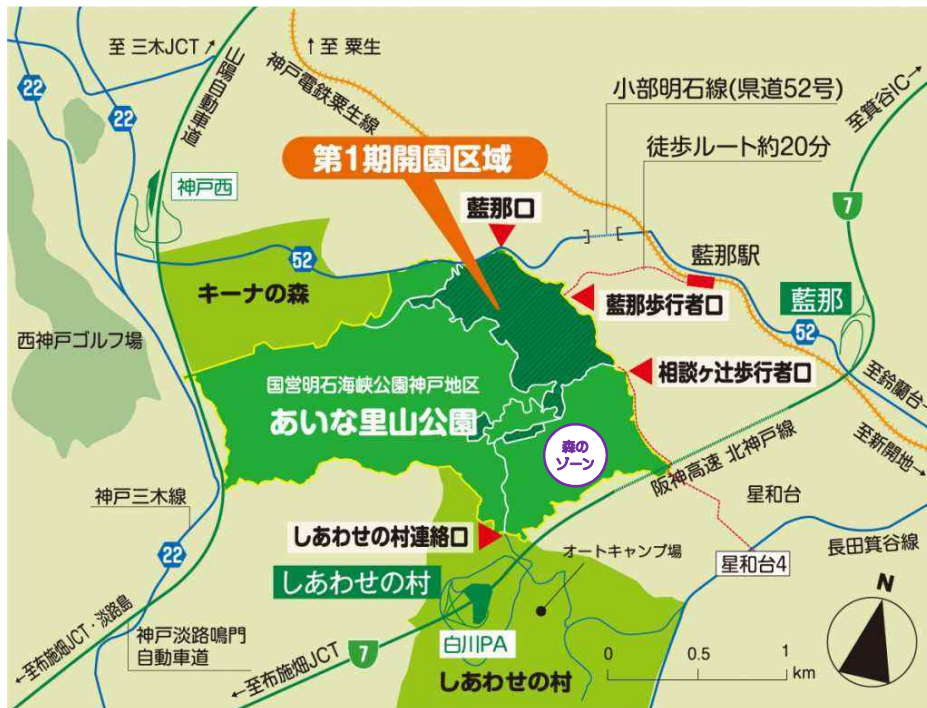 至 三木JCT↗
↑至 粟生
山陽自動車道
神戸電鉄粟生線
小部明石線(県道52号)
至箕谷IC→
22
22
徒歩ルート約20分
第1期開園区域
神戸西
藍那口
7
52
藍那駅
キーナの森
藍那歩行者口
藍那
52
西神戸ゴルフ場
国営明石海峡公園神戸地区
相談ヶ辻歩行者口
至鈴蘭台→
あいな里山公園
森の
ゾーン
至新開地→
阪神高速 北神戸線
神戸三木線
星和台
しあわせの村連絡口
22
オートキャンプ場
長田箕谷線
しあわせの村
星和台4
N
←至布施畑JCT・淡路島
神戸淡路鳴門
自動車道
7
白川PA
0 0.5 1
km
←至布施畑JCT
しあわせの村